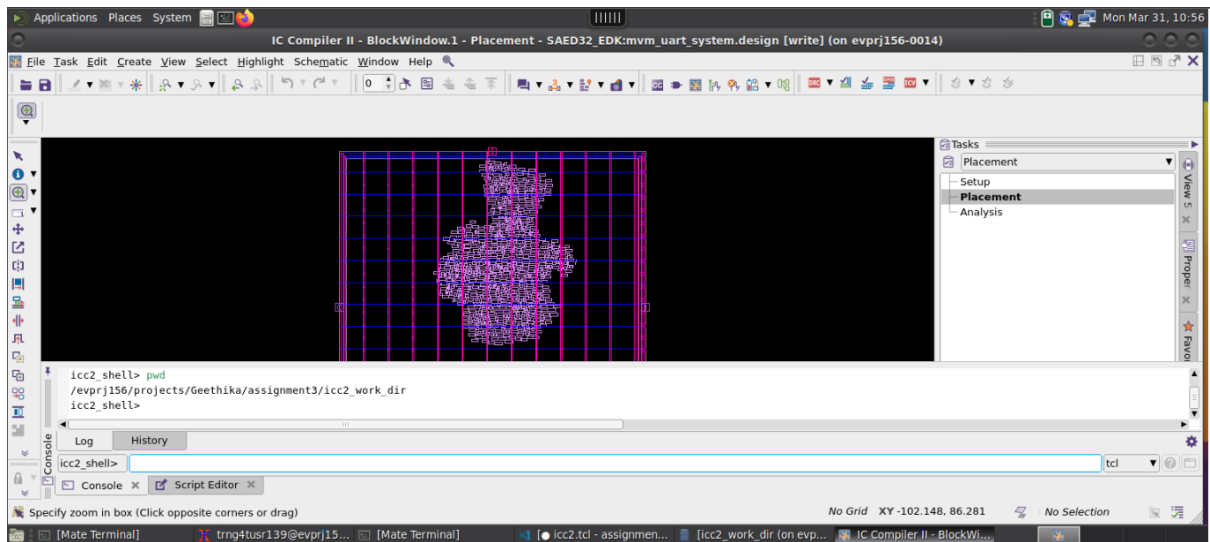 Applications Places System Mon Mar 31, 10:56
IC Compiler II - BlockWindow.1 - Placement - SAED32_EDK:mvm_uart_system.design [write] (on evprj156-0014)
File Task Edit Create View Select Highlight Schematic Window Help
0 DRC ICV
Tasks
Placement
Setup
Placement
Analysis
View S
Proper
Favor
icc2_shell> pwd
/evprj156/projects/Geethika/assignment3/icc2_work_dir
icc2_shell>
Log History
Console
icc2_shell> tcl
Console Script Editor
Specify zoom in box (Click opposite corners or drag) No Grid XY -102.148, 86.281 No Selection
[Mate Terminal] trng4tusr139@evprj15... [Mate Terminal] [● icc2.tcl - assignmen... [icc2_work_dir (on evp... IC Compiler II - BlockWi...